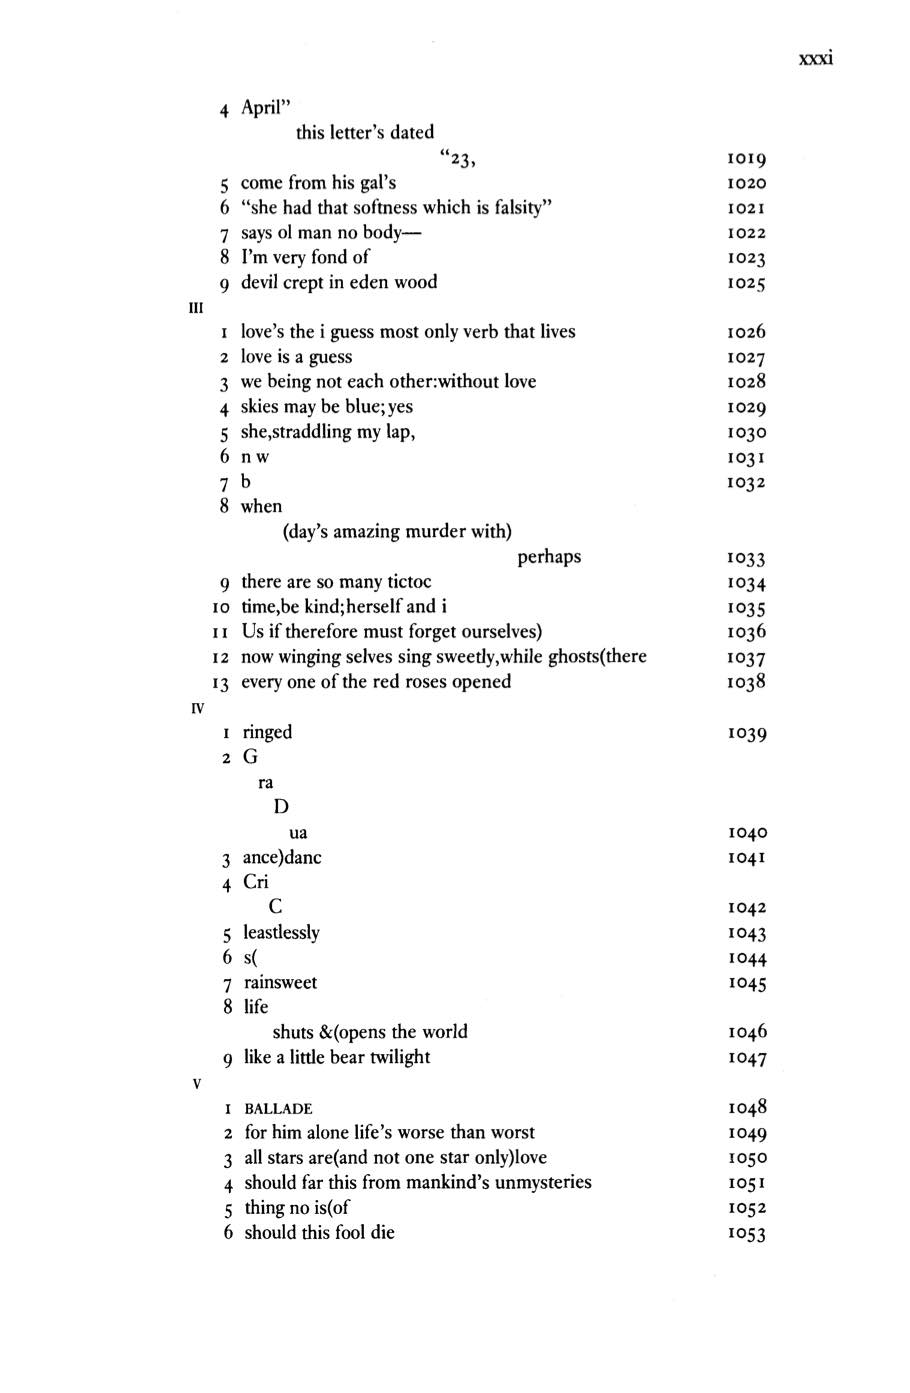 xxxi
4 April”
this letter’s dated
“23, 1019
5 come from his gal’s 1020
6 “she had that softness which is falsity” 1021
7 says ol man no body— 1022
8 I’m very fond of 1023
9 devil crept in eden wood 1025
III
1 love’s the i guess most only verb that lives 1026
2 love is a guess 1027
3 we being not each other:without love 1028
4 skies may be blue;yes 1029
5 she,straddling my lap, 1030
6 n w 1031
7 b 1032
8 when
(day’s amazing murder with)
perhaps 1033
9 there are so many tictoc 1034
10 time,be kind;herself and i 1035
11 Us if therefore must forget ourselves) 1036
12 now winging selves sing sweetly,while ghosts(there 1037
13 every one of the red roses opened 1038
IV
1 ringed 1039
2 G
ra
D
ua 1040
3 ance)danc 1041
4 Cri
C 1042
5 leastlessly 1043
6 s( 1044
7 rainsweet 1045
8 life
shuts &(opens the world 1046
9 like a little bear twilight 1047
V
1 BALLADE 1048
2 for him alone life’s worse than worst 1049
3 all stars are(and not one star only)love 1050
4 should far this from mankind’s unmysteries 1051
5 thing no is(of 1052
6 should this fool die 1053